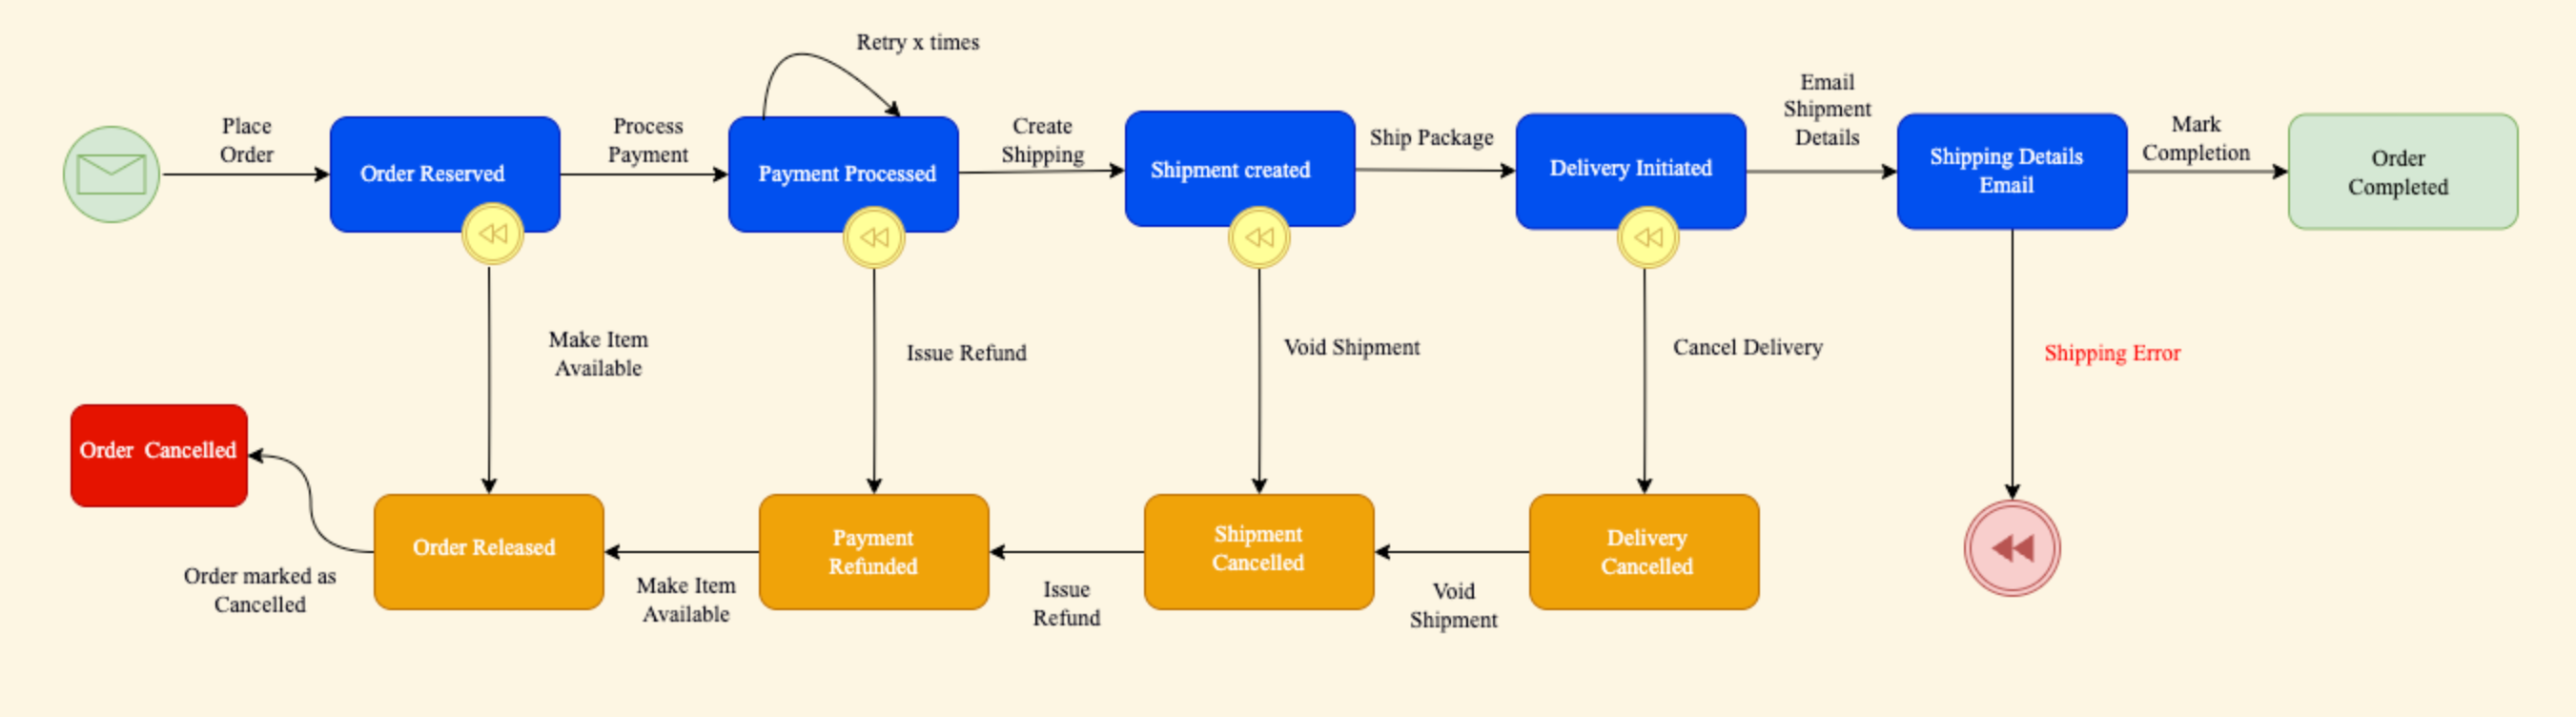 Retry x times
Place
Order
Order Reserved
Process
Payment
Payment Processed
Create
Shipping
Shipment created
Ship Package
Delivery Initiated
Email
Shipment
Details
Shipping Details
Email
Mark
Completion
Order
Completed
Make Item
Available
Issue Refund
Void Shipment
Cancel Delivery
Shipping Error
Order  Cancelled
Order marked as
Cancelled
Order Released
Make Item
Available
Payment
Refunded
Issue
Refund
Shipment
Cancelled
Void
Shipment
Delivery
Cancelled